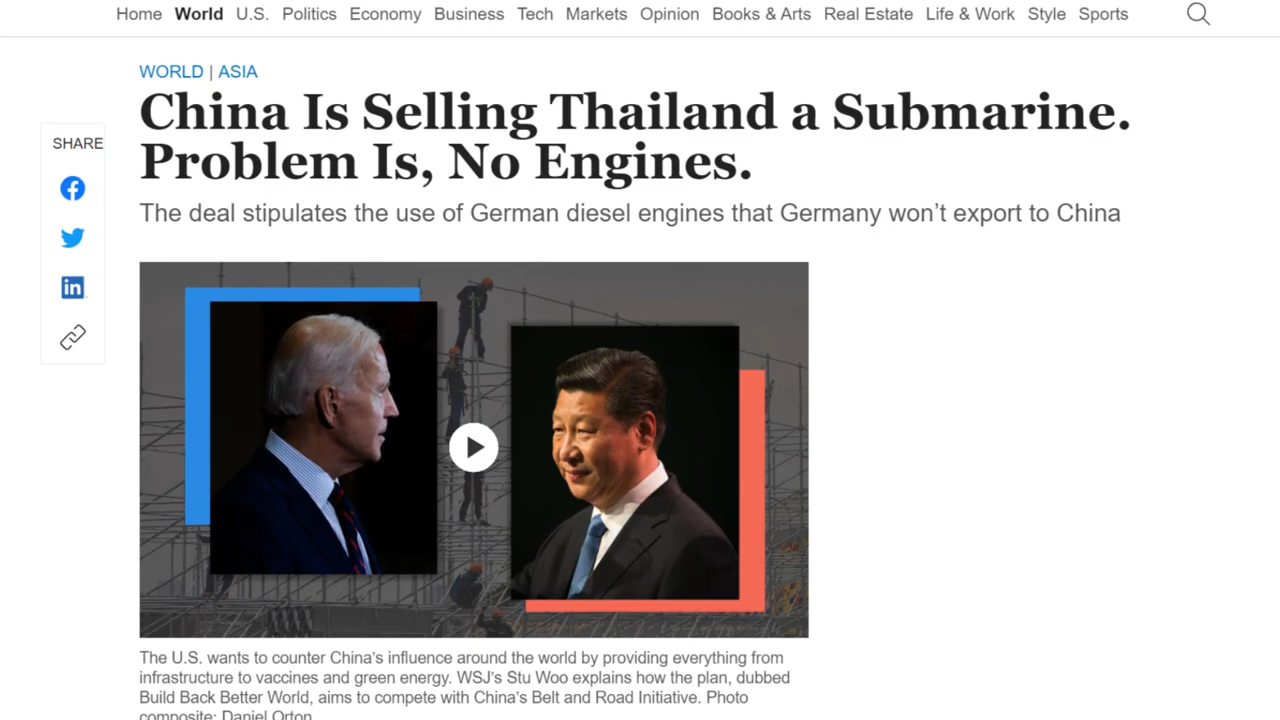 Home World U.S. Politics Economy Business Tech Markets Opinion Books & Arts Real Estate Life & Work Style Sports
WORLD | ASIA
China Is Selling Thailand a Submarine.
Problem Is, No Engines.
SHARE
The deal stipulates the use of German diesel engines that Germany won’t export to China
in
The U.S. wants to counter China’s influence around the world by providing everything from
infrastructure to vaccines and green energy. WSJ’s Stu Woo explains how the plan, dubbed
Build Back Better World, aims to compete with China’s Belt and Road Initiative. Photo
composite: Daniel Orton